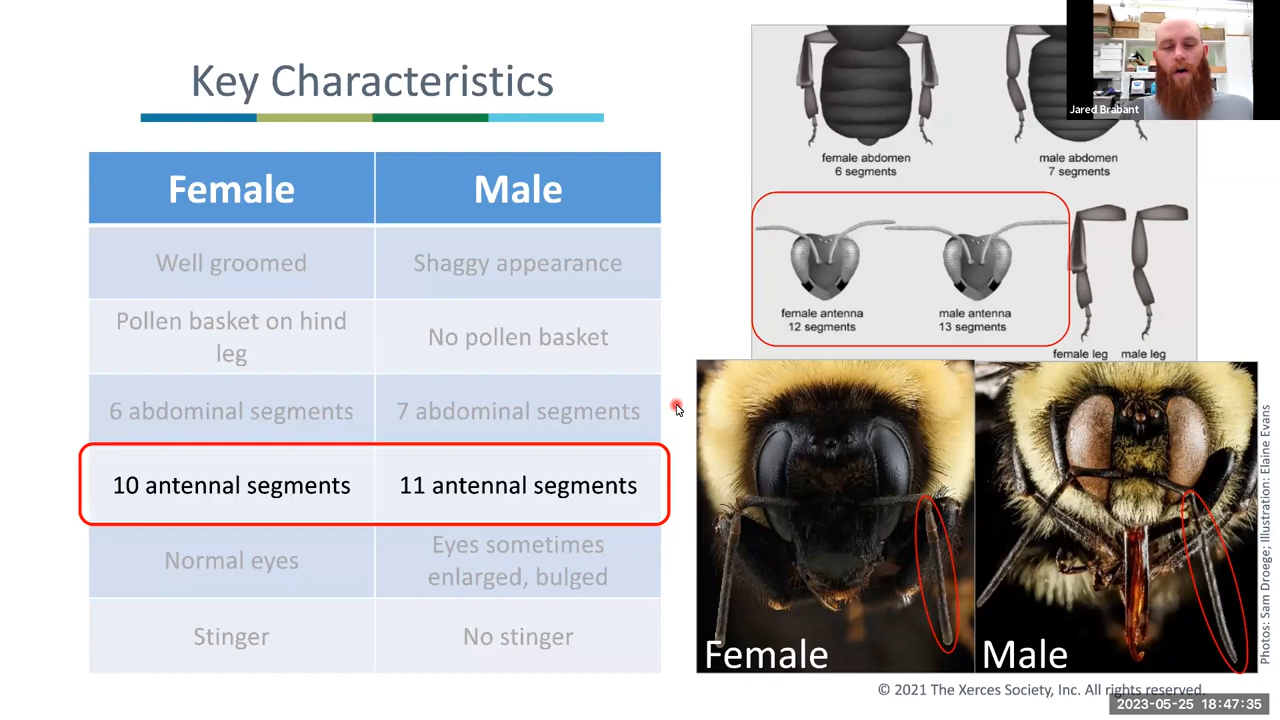 Key Characteristics
Female Male
Well groomed Shaggy appearance
Pollen basket on hind
leg
No pollen basket
6 abdominal segments 7 abdominal segments
10 antennal segments 11 antennal segments
Normal eyes
Eyes sometimes
enlarged, bulged
Stinger No stinger
female abdomen
6 segments
male abdomen
7 segments
female antenna
12 segments
male antenna
13 segments
female leg male leg
Jared Brabant
Female
Male
Photos: Sam Droege; Illustration: Elaine Evans
© 2021 The Xerces Society, Inc. All rights reserved.
2023-05-25 18:47:35